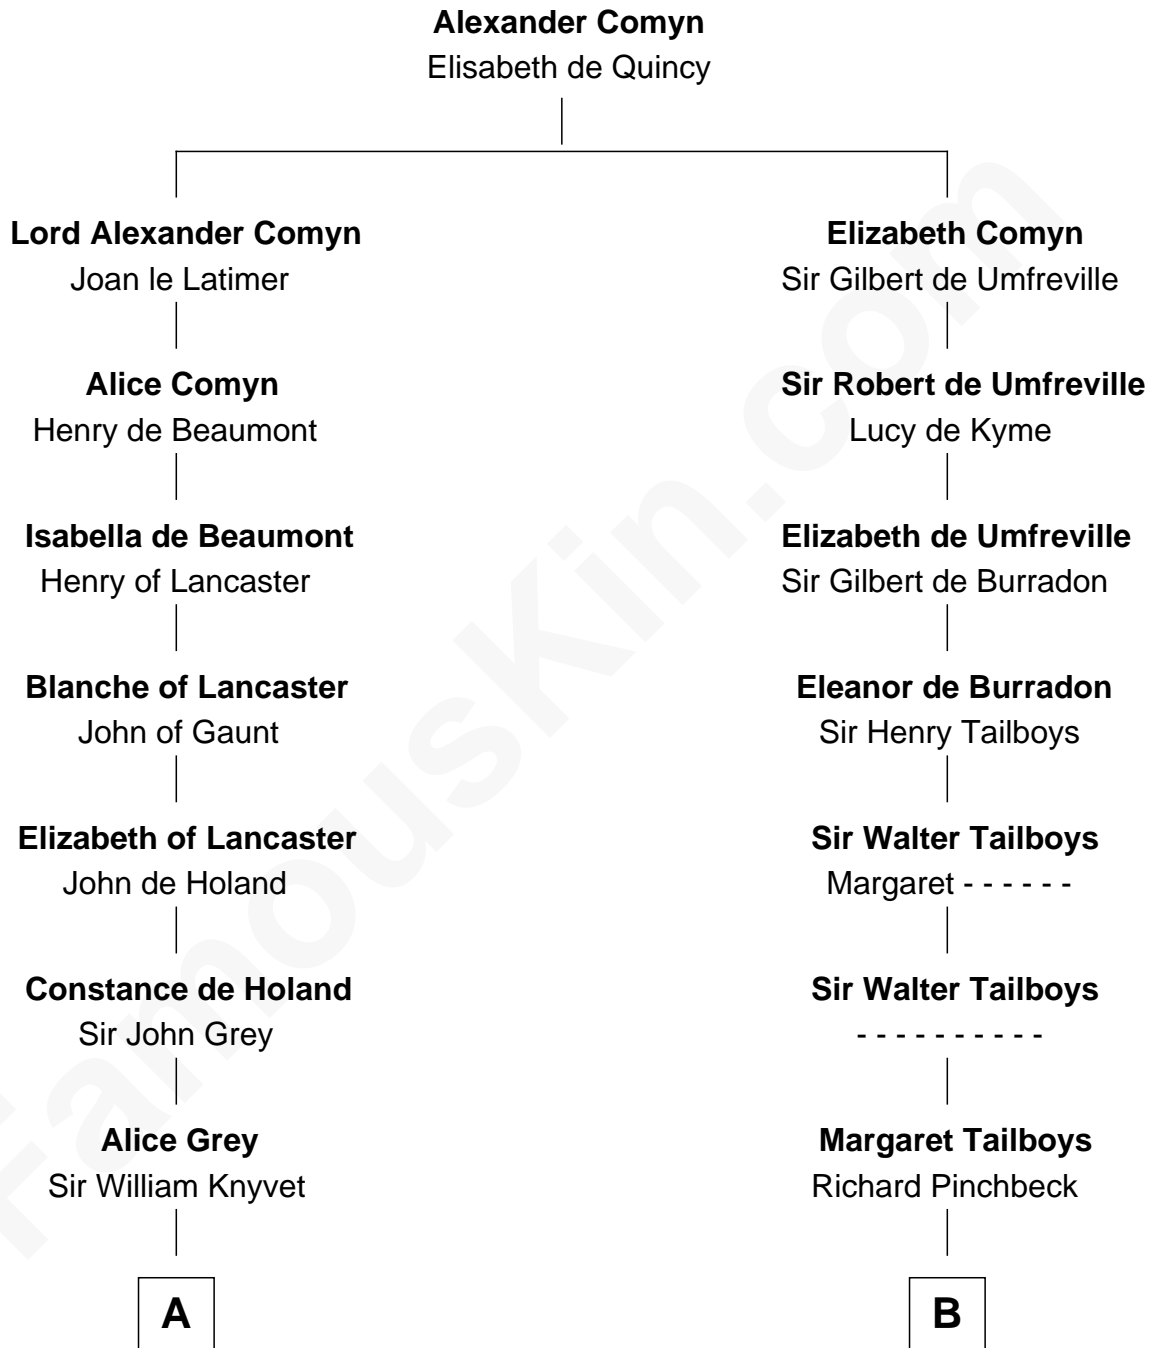 Alexander Comyn
Elisabeth de Quincy
Lord Alexander Comyn
Joan le Latimer
Elizabeth Comyn
Sir Gilbert de Umfreville
Alice Comyn
Henry de Beaumont
Sir Robert de Umfreville
Lucy de Kyme
Isabella de Beaumont
Henry of Lancaster
Elizabeth de Umfreville
Sir Gilbert de Burradon
Blanche of Lancaster
John of Gaunt
Eleanor de Burradon
Sir Henry Tailboys
Elizabeth of Lancaster
John de Holand
Sir Walter Tailboys
Margaret - - - - - -
Constance de Holand
Sir John Grey
Sir Walter Tailboys
- - - - - - - - - -
Alice Grey
Sir William Knyvet
Margaret Tailboys
Richard Pinchbeck
A
B
FamousKin.com